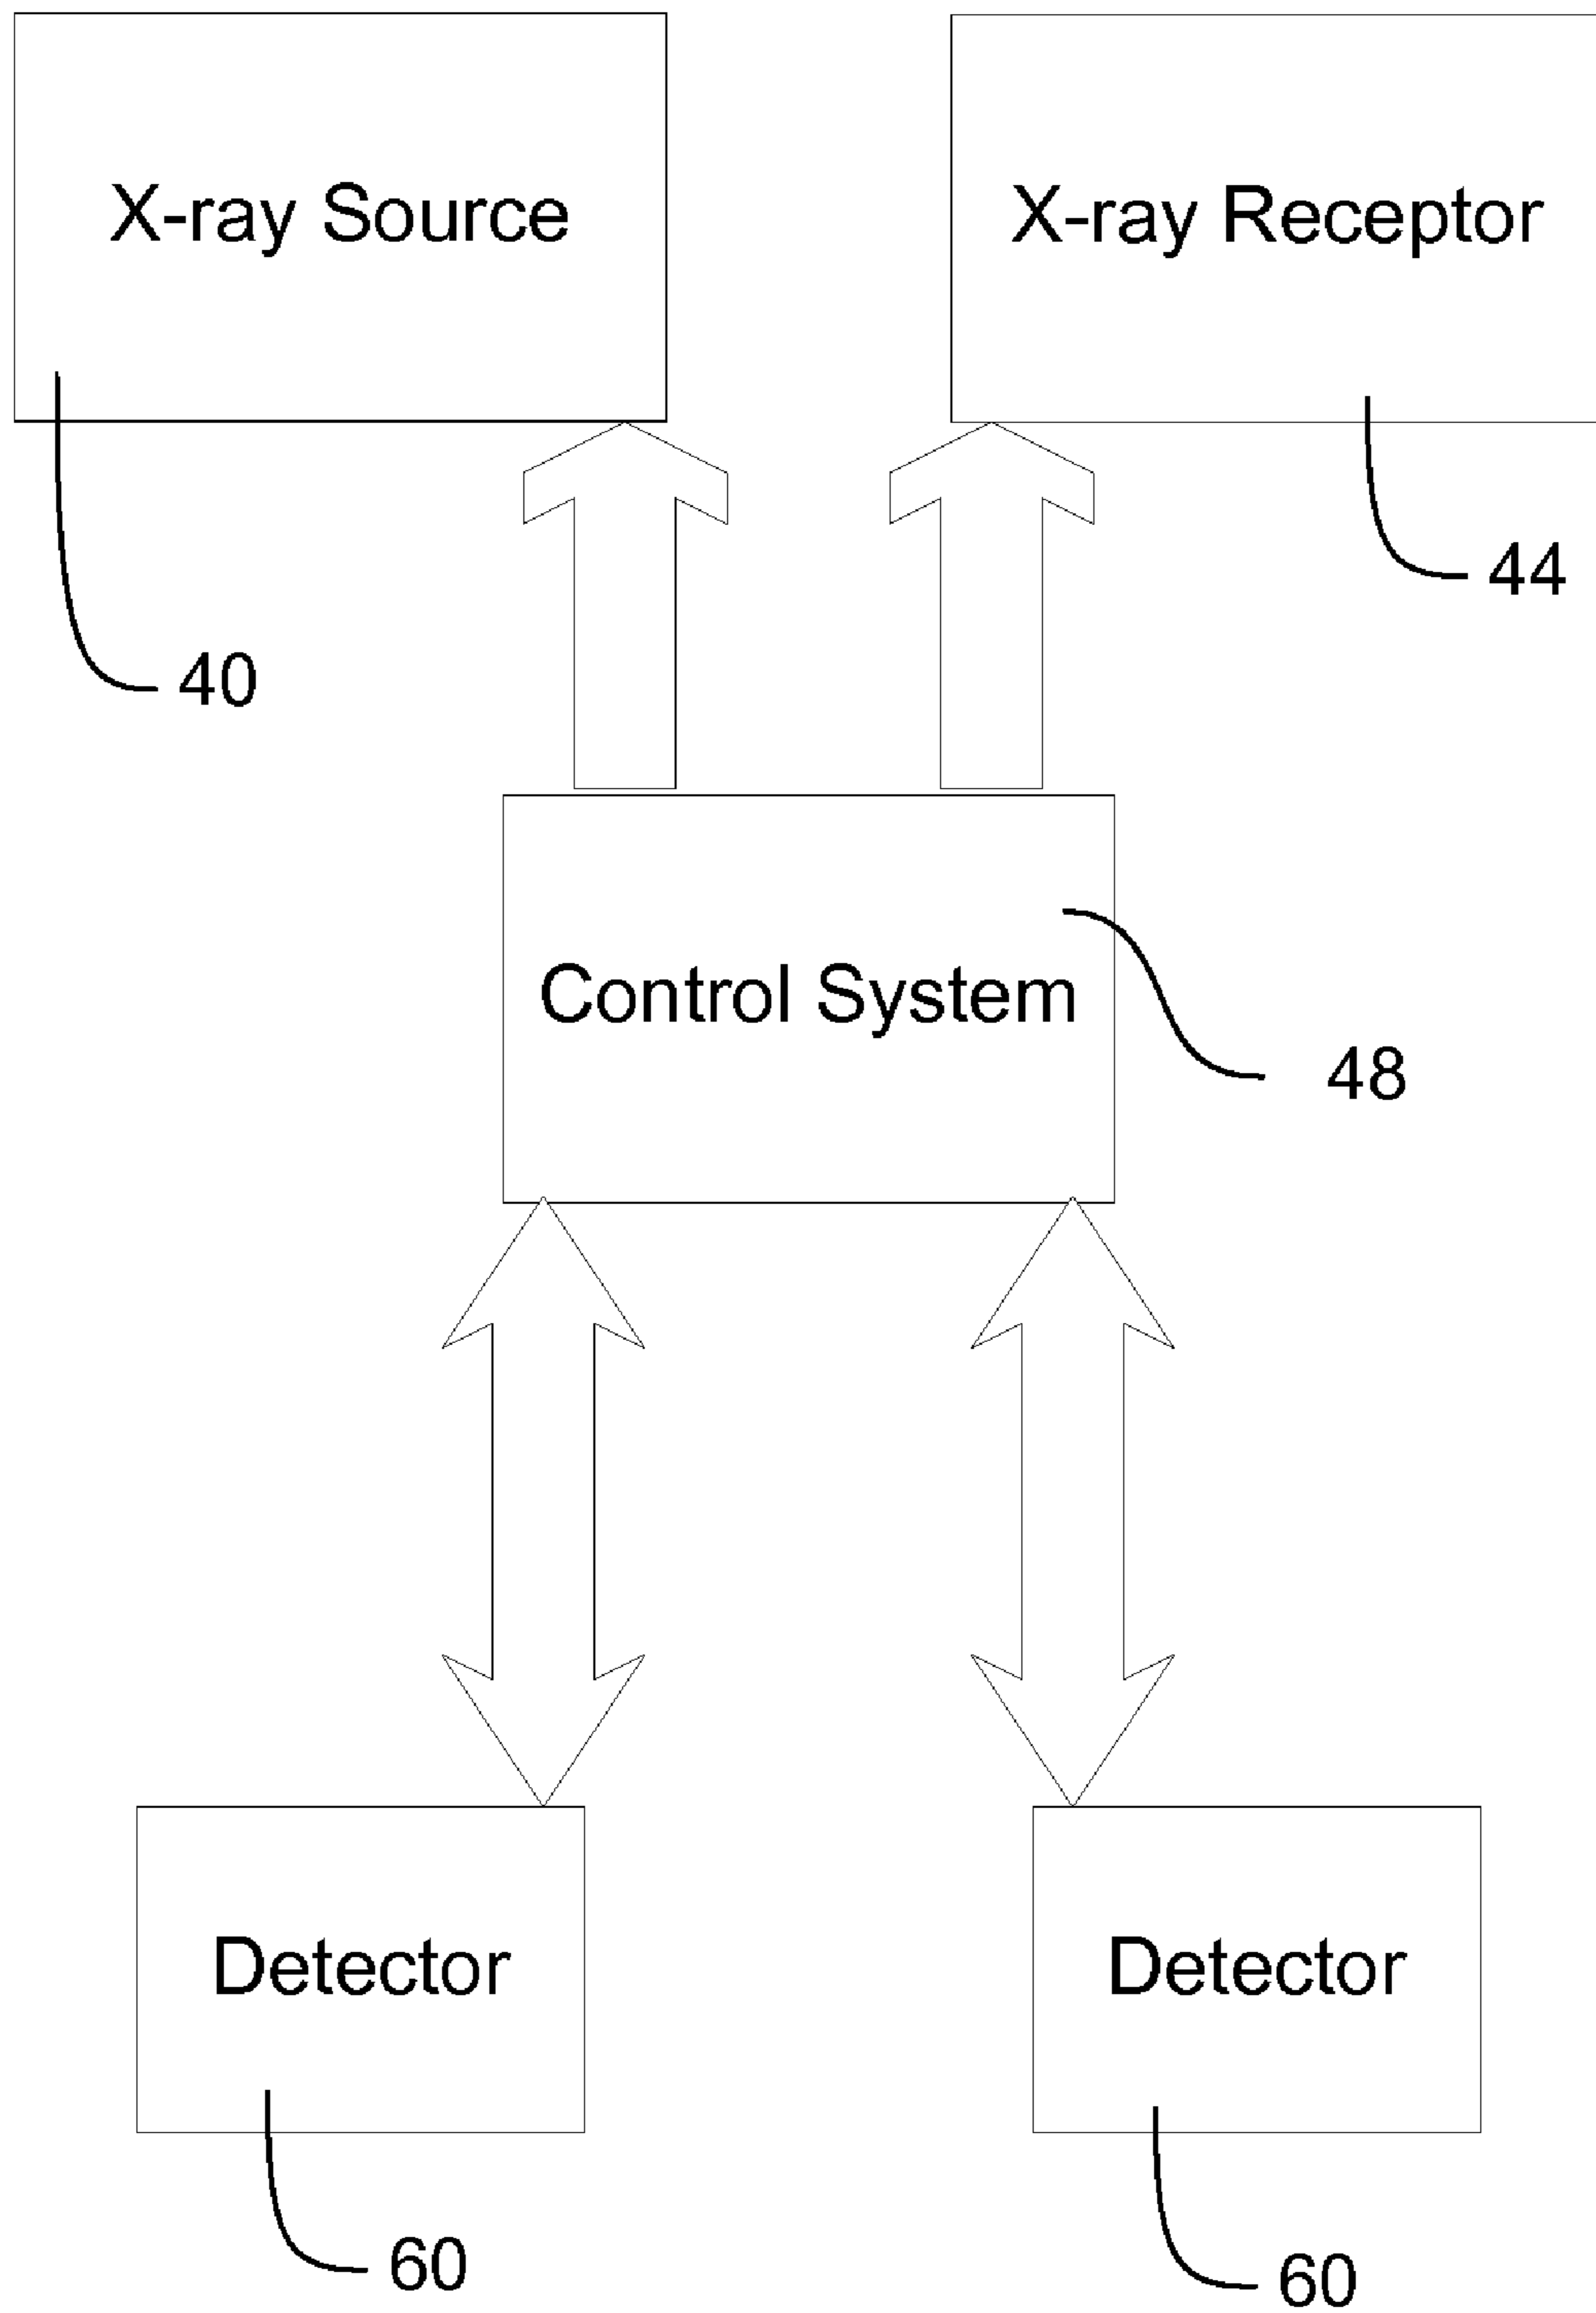 X-ray Source
X-ray Receptor
44
40
Control System
48
Detector
Detector
60
60